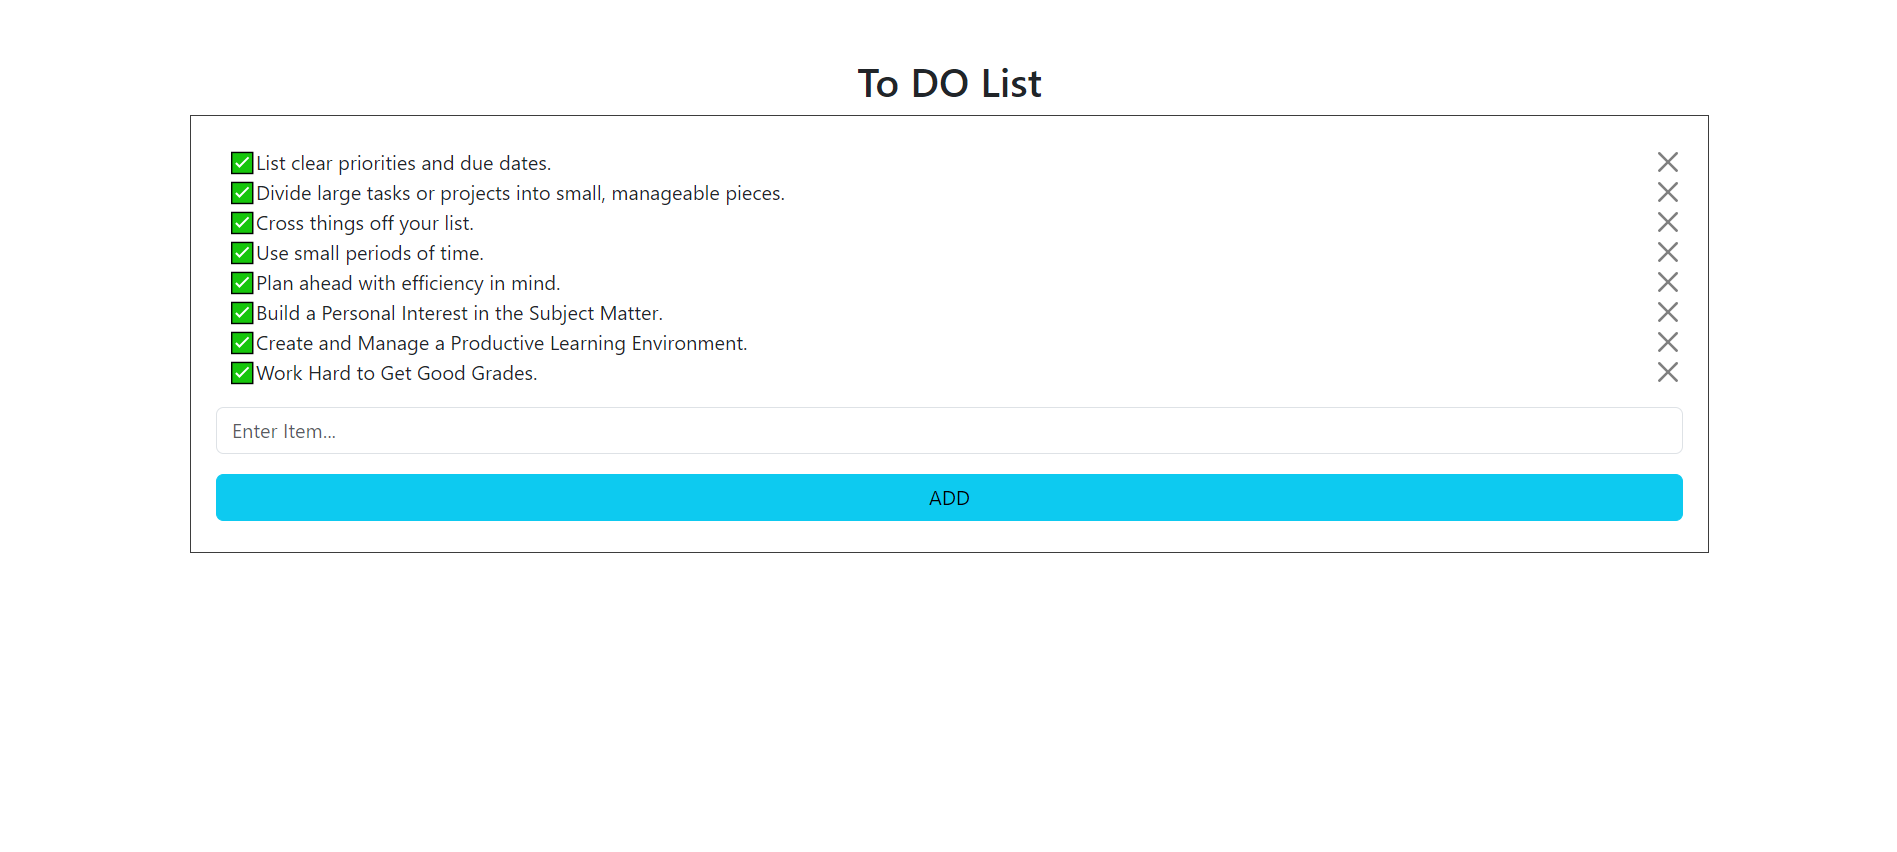 To DO List
✅List clear priorities and due dates.
✅Divide large tasks or projects into small, manageable pieces.
✅Cross things off your list.
✅Use small periods of time.
✅Plan ahead with efficiency in mind.
✅Build a Personal Interest in the Subject Matter.
✅Create and Manage a Productive Learning Environment.
✅Work Hard to Get Good Grades.
Enter Item...
ADD